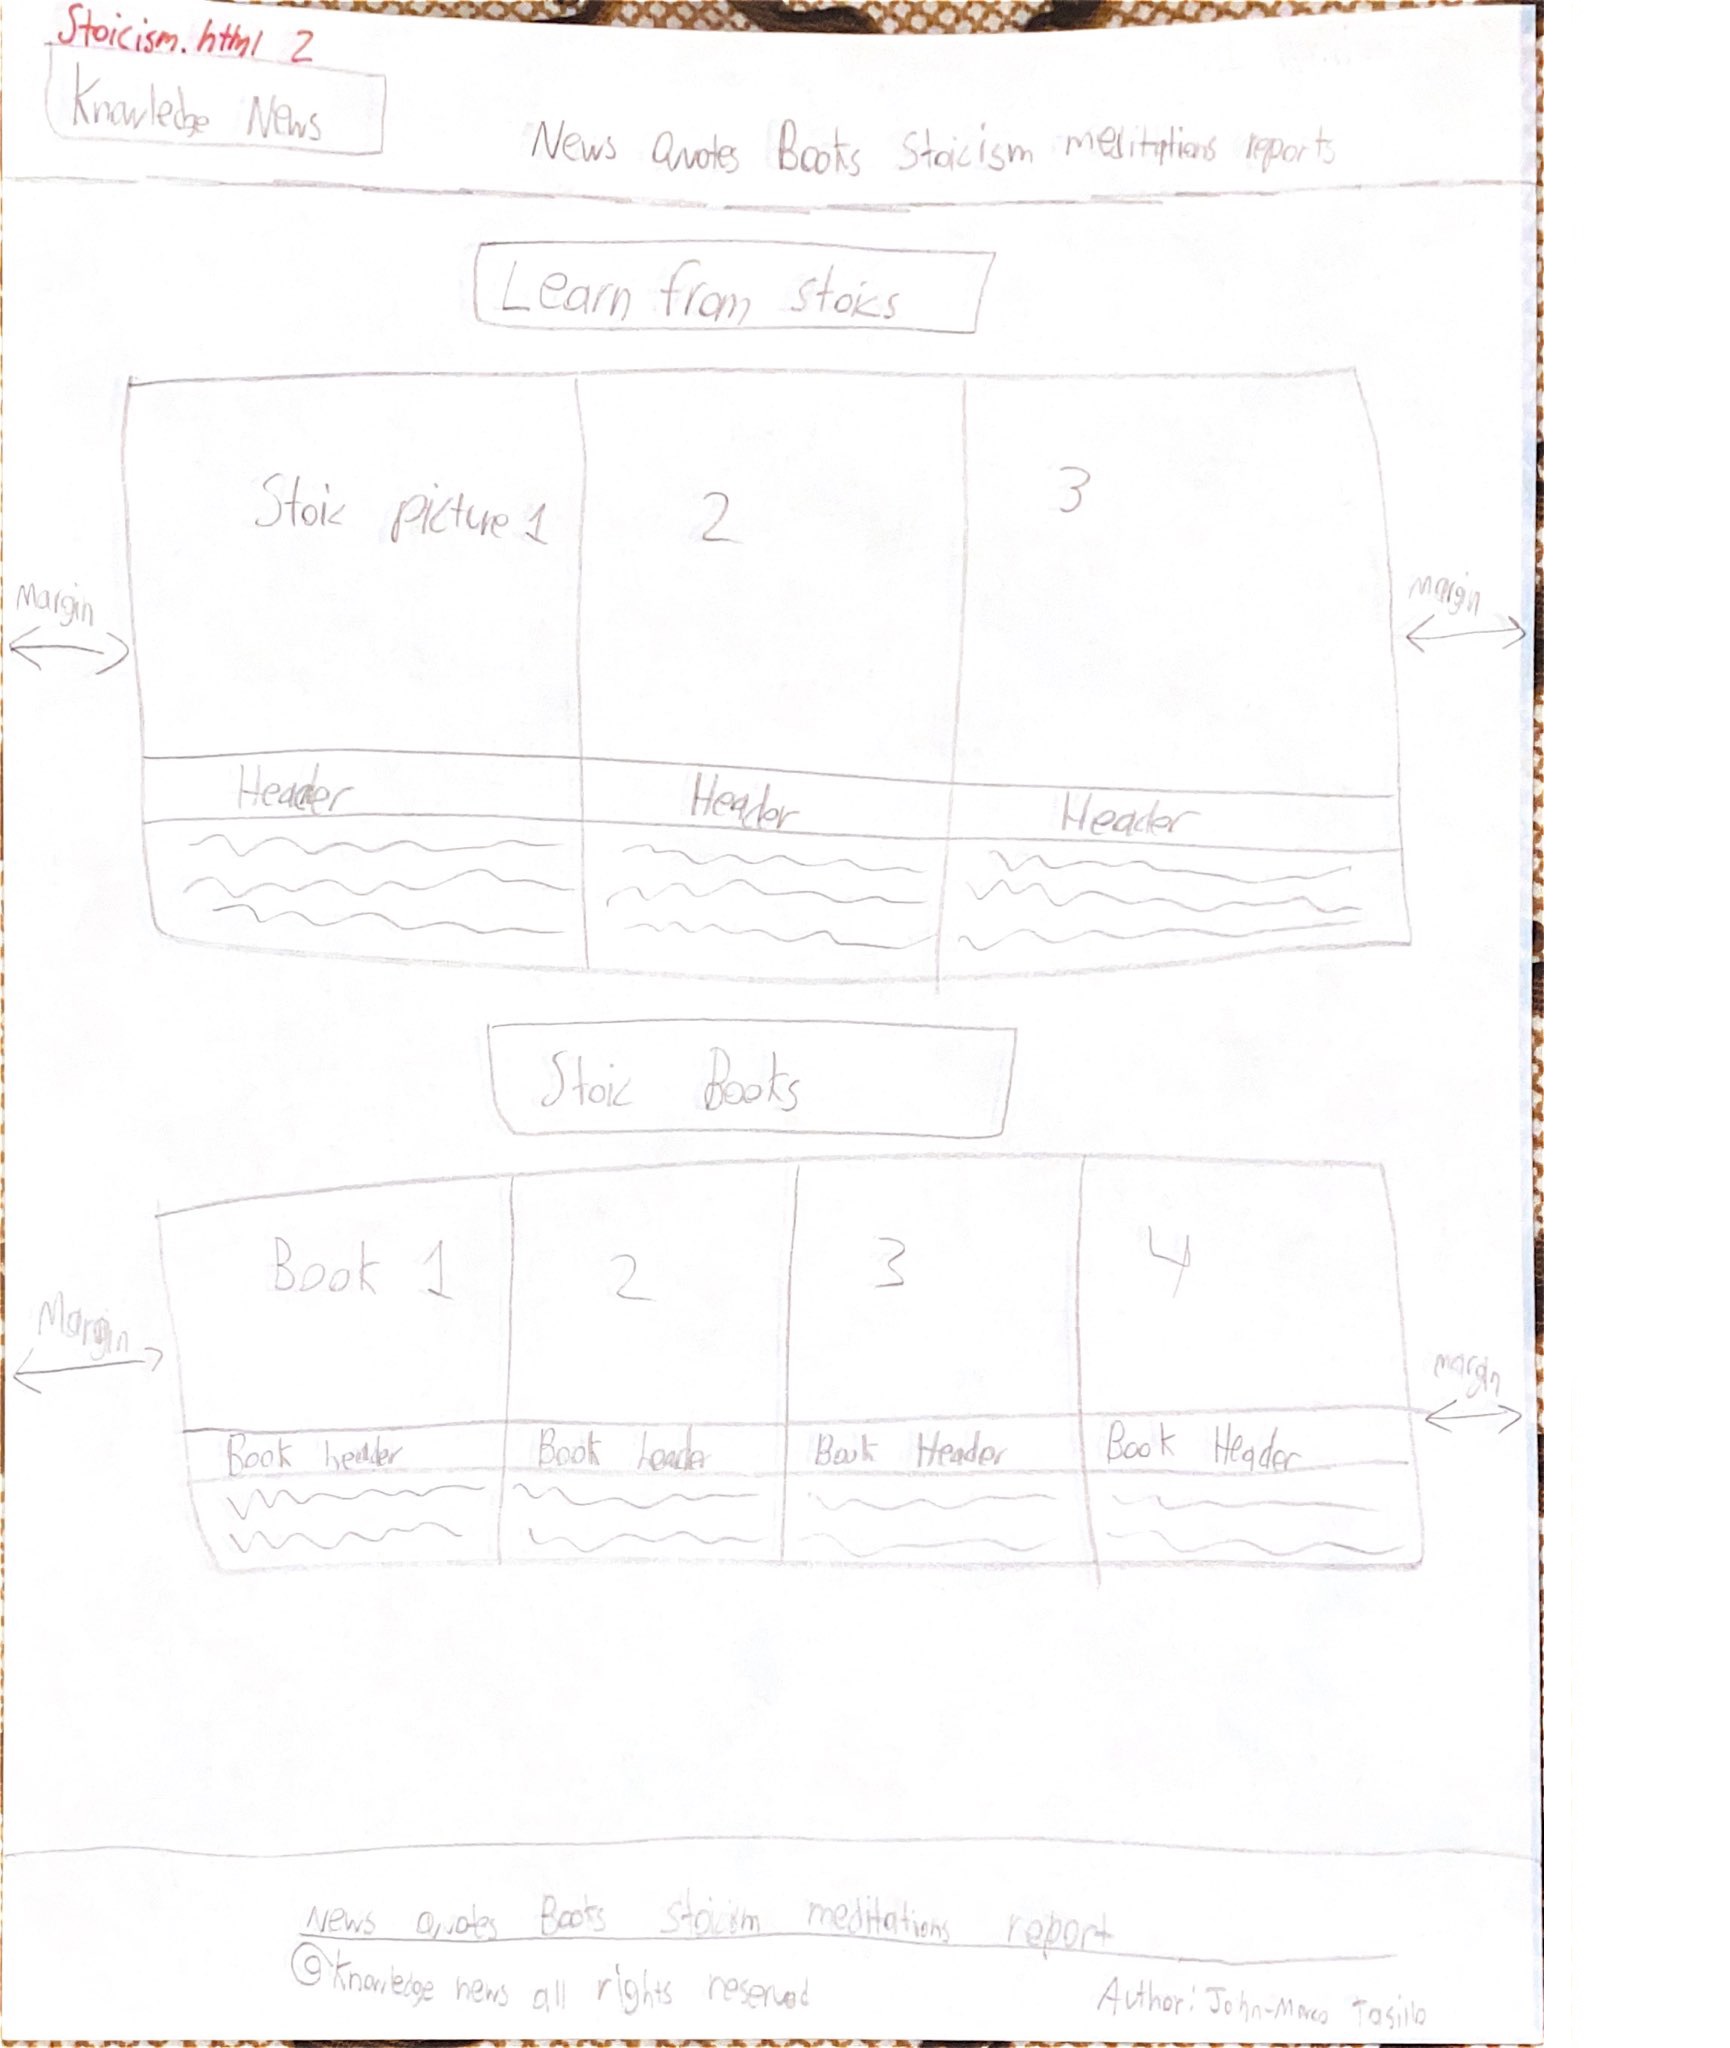 Stoicism.html 2
Knowledge News
News Quotes Books Stoicism meditations reports
Learn from stoiks
Stoic picture 1 2 3
Margin margin
Header Header Header
Stoic Books
Book 1 2 3 4
Margin margin
Book header Book header Book Header Book Header
News quotes Books stoicism meditations report
© Knowledge news all rights reserved
Author: John-Marco Tasillo